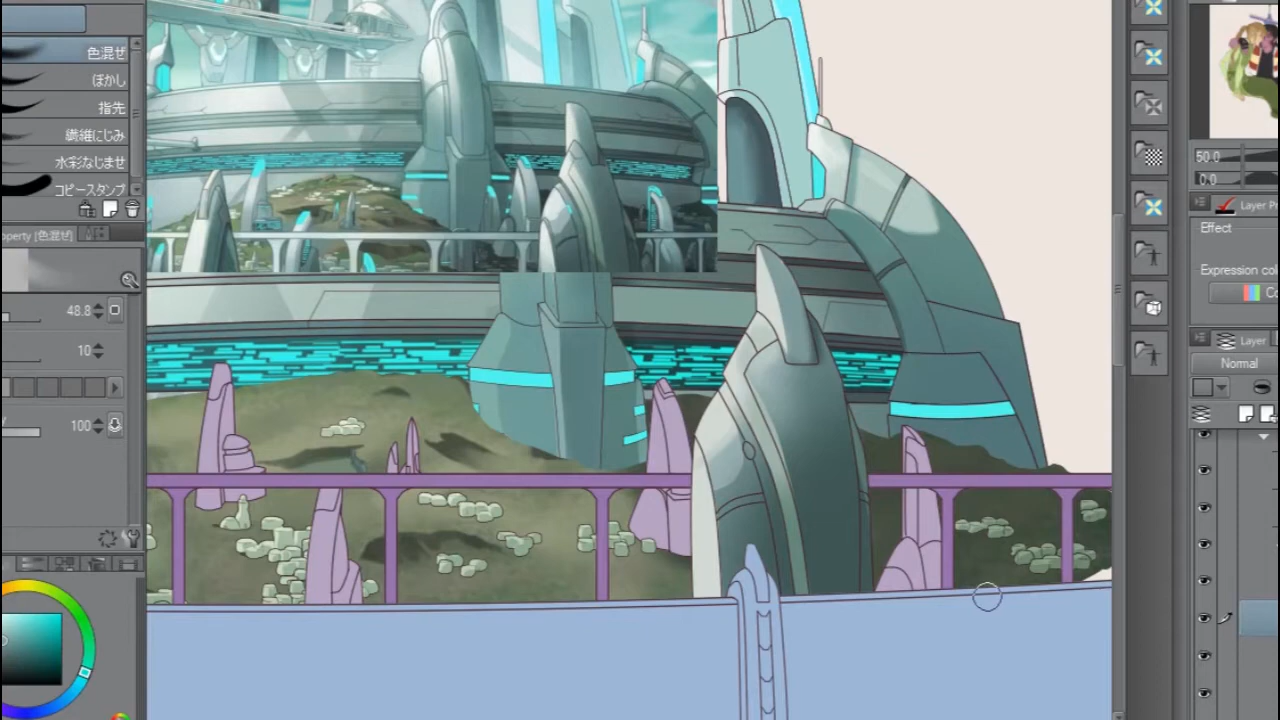 色混ぜ
ぼかし
指先
繊維にじみ
水彩なじませ
コピースタンプ
operty [色混ぜ]
48.8
10
100
50.0
0.0
Layer P
Effect
Expression co
C
Layer
Normal